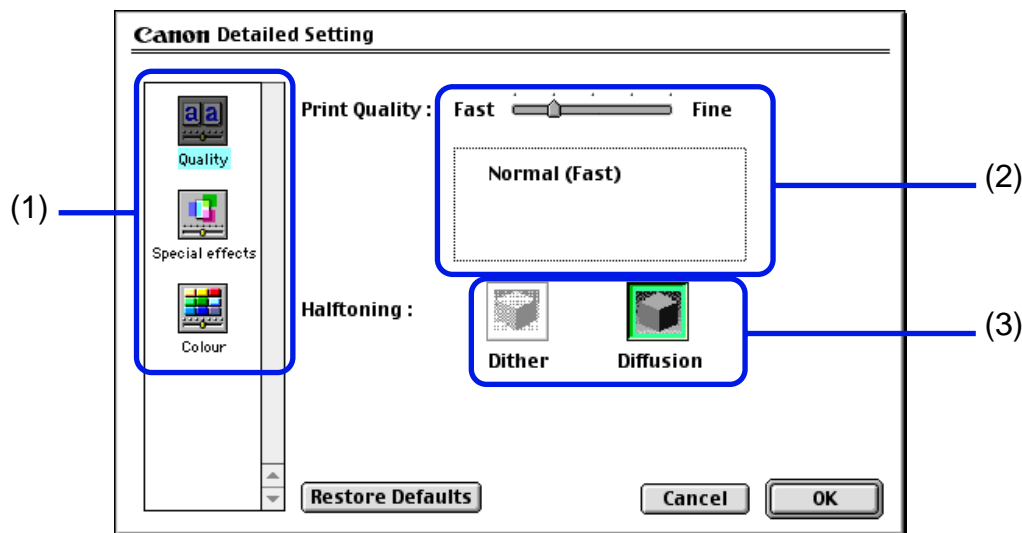 Canon Detailed Setting
(1)
aa
Quality
Special effects
Colour
Print Quality :
Fast
Fine
Normal (Fast)
(2)
Halftoning :
Dither
Diffusion
(3)
Restore Defaults
Cancel
OK